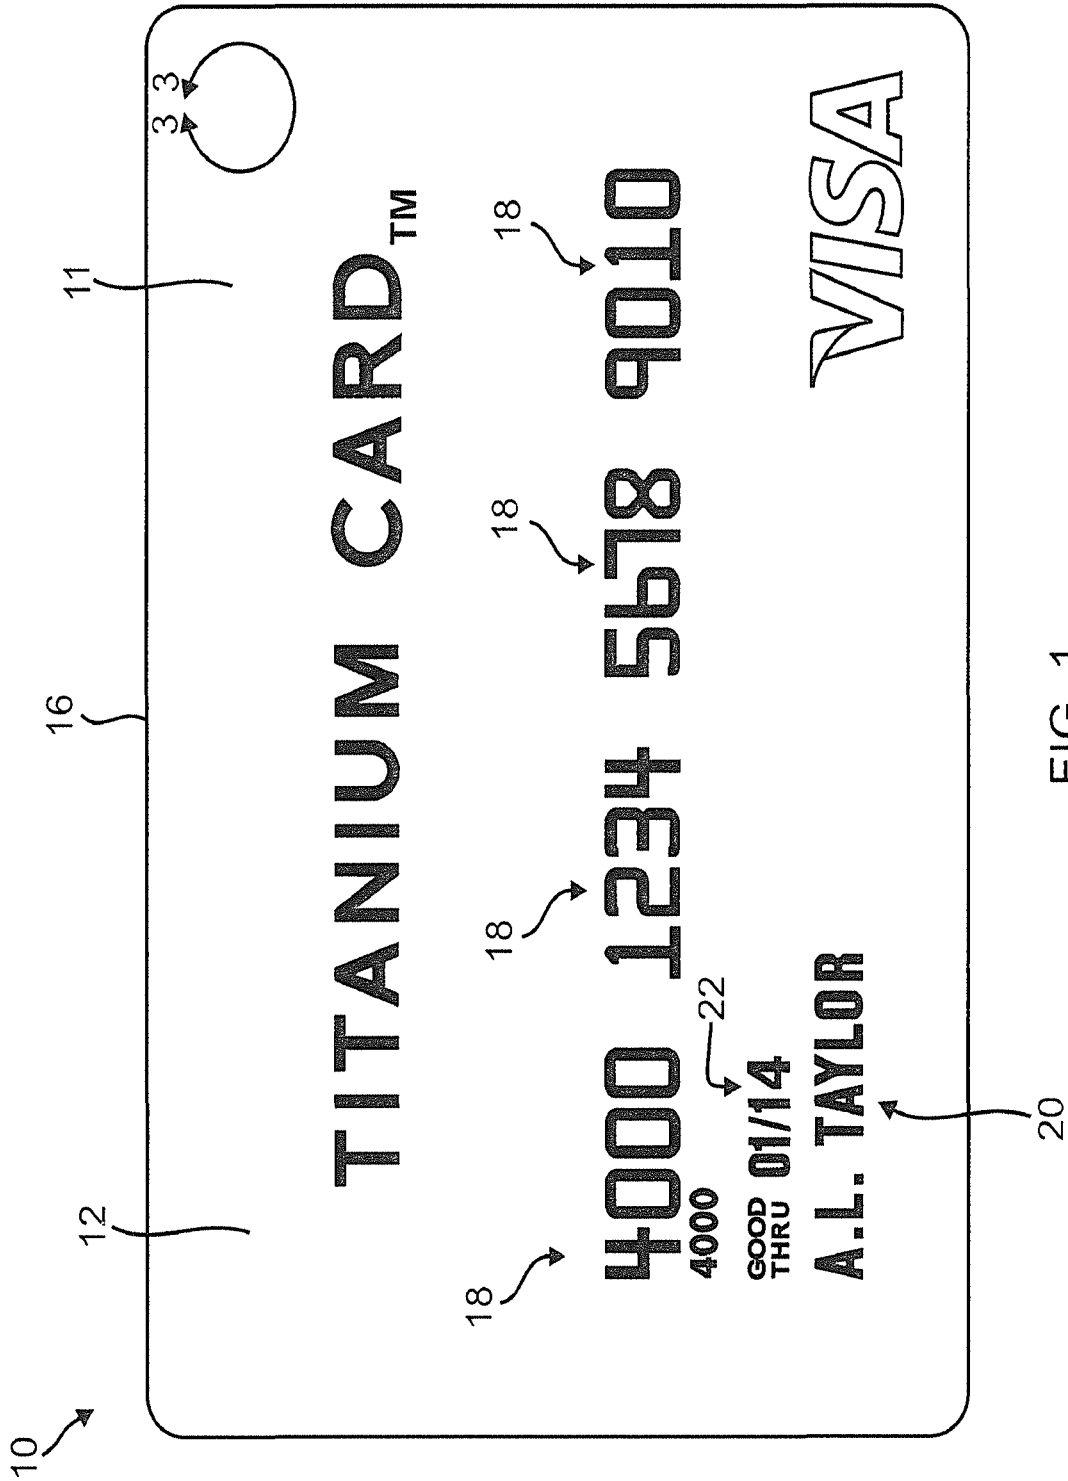 10
16
12 11
3 3
TITANIUM CARD™
18 18 18 18
4000 1234 5678 9010
4000
22
GOOD
THRU 01/14
A.L. TAYLOR
VISA
20
FIG. 1